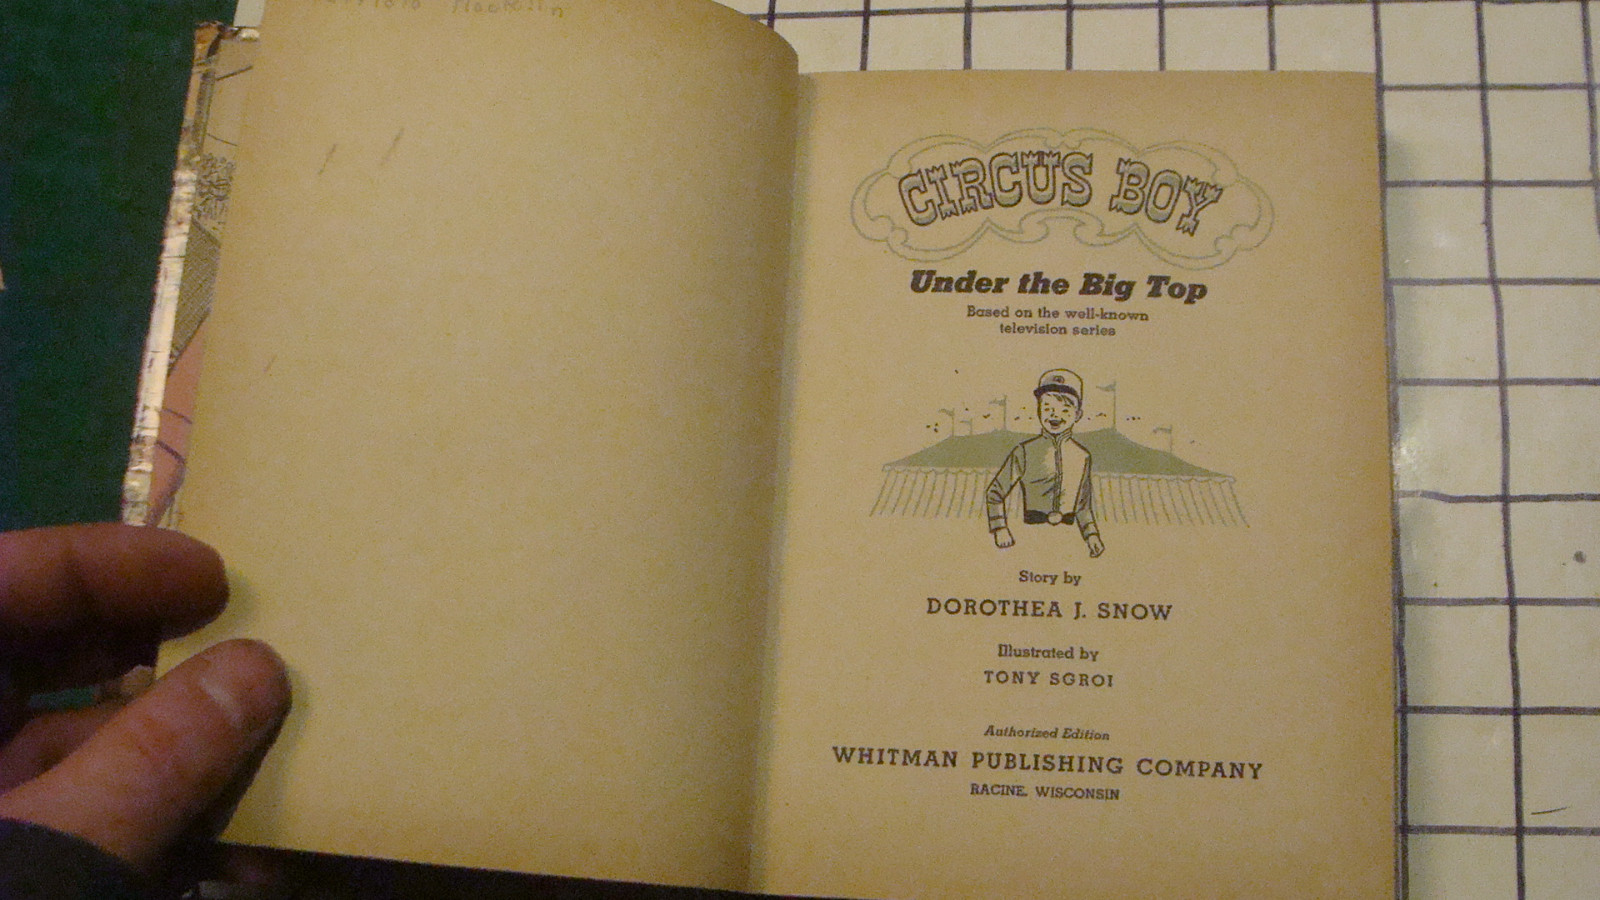 CIRCUS BOY
Under the Big Top
Based on the well-known
television series
Story by
DOROTHEA J. SNOW
Illustrated by
TONY SGROI
Authorized Edition
WHITMAN PUBLISHING COMPANY
RACINE, WISCONSIN